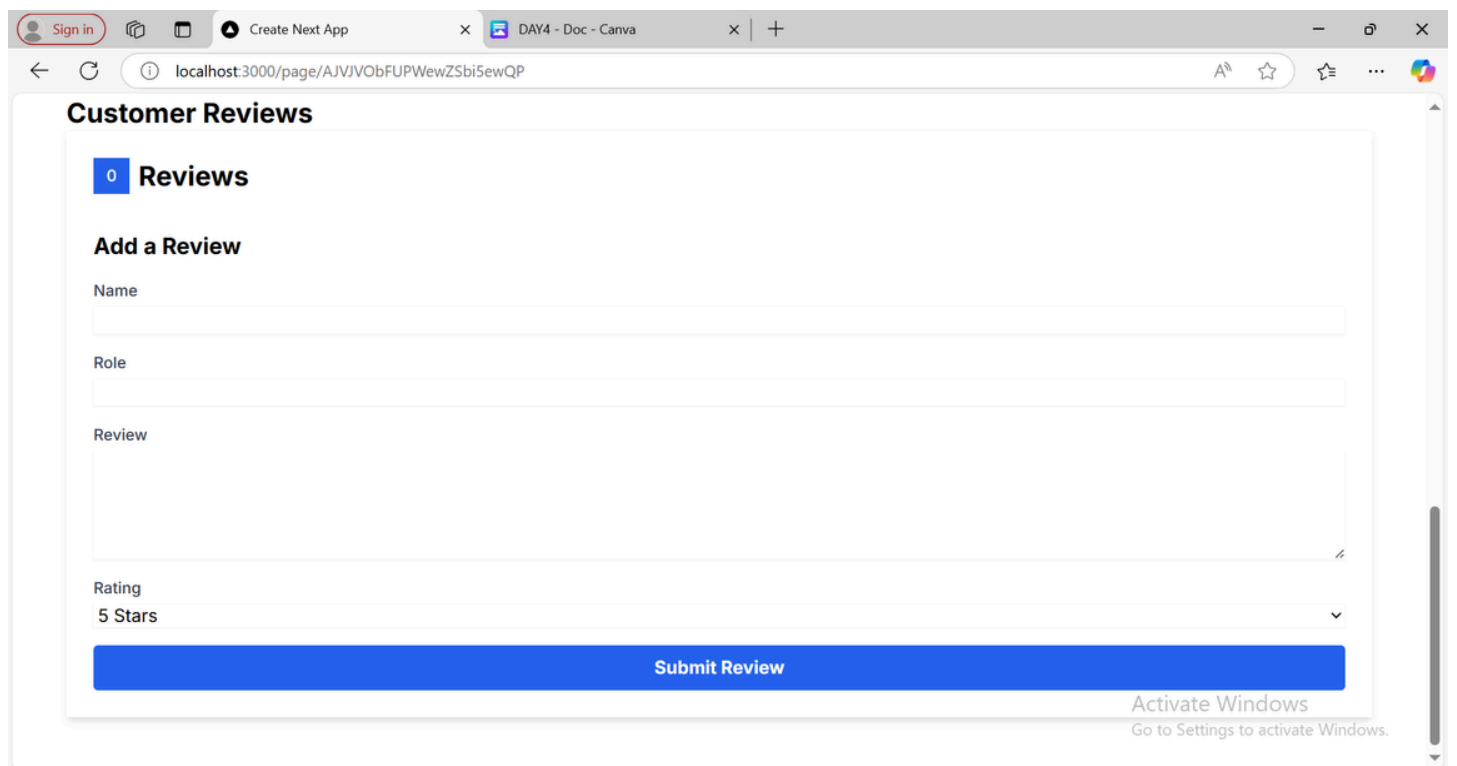 Sign in
Create Next App
DAY4 - Doc - Canva
localhost:3000/page/AJVJVObFUPWewZSbi5ewQP
Customer Reviews
0 Reviews
Add a Review
Name
Role
Review
Rating
5 Stars
Submit Review
Activate Windows
Go to Settings to activate Windows.